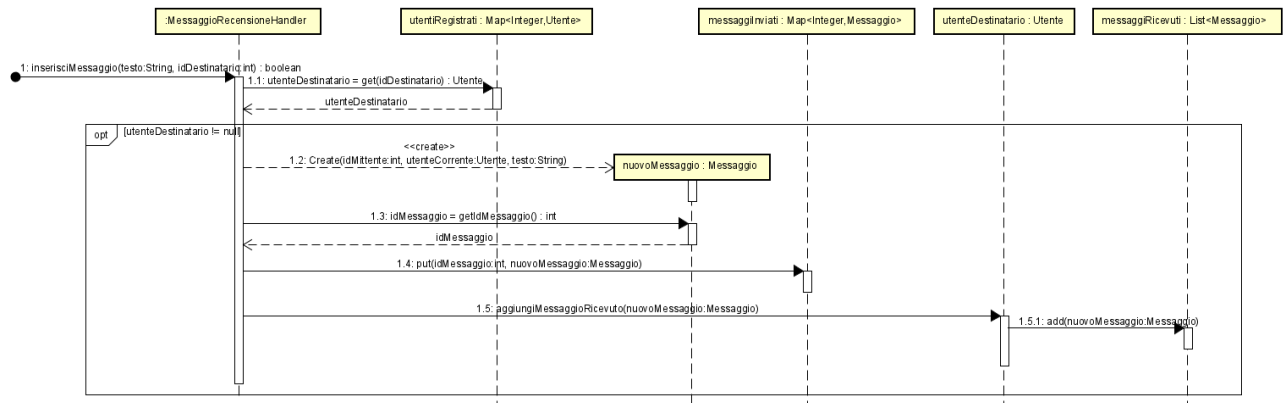 :MessaggioRecensioneHandler
utentiRegistrati : Map<Integer,Utente>
messaggiInviati : Map<Integer,Messaggio>
utenteDestinatario : Utente
messaggiRicevuti : List<Messaggio>
1: inserisciMessaggio(testo:String, idDestinatario:int) : boolean
1.1: utenteDestinatario = get(idDestinatario) : Utente
utenteDestinatario
opt
[utenteDestinatario != null]
<<create>>
1.2: Create(idMittente:int, utenteCorrente:Utente, testo:String)
nuovoMessaggio : Messaggio
1.3: idMessaggio = getIdMessaggio() : int
idMessaggio
1.4: put(idMessaggio:int, nuovoMessaggio:Messaggio)
1.5: aggiungiMessaggioRicevuto(nuovoMessaggio:Messaggio)
1.5.1: add(nuovoMessaggio:Messaggio)